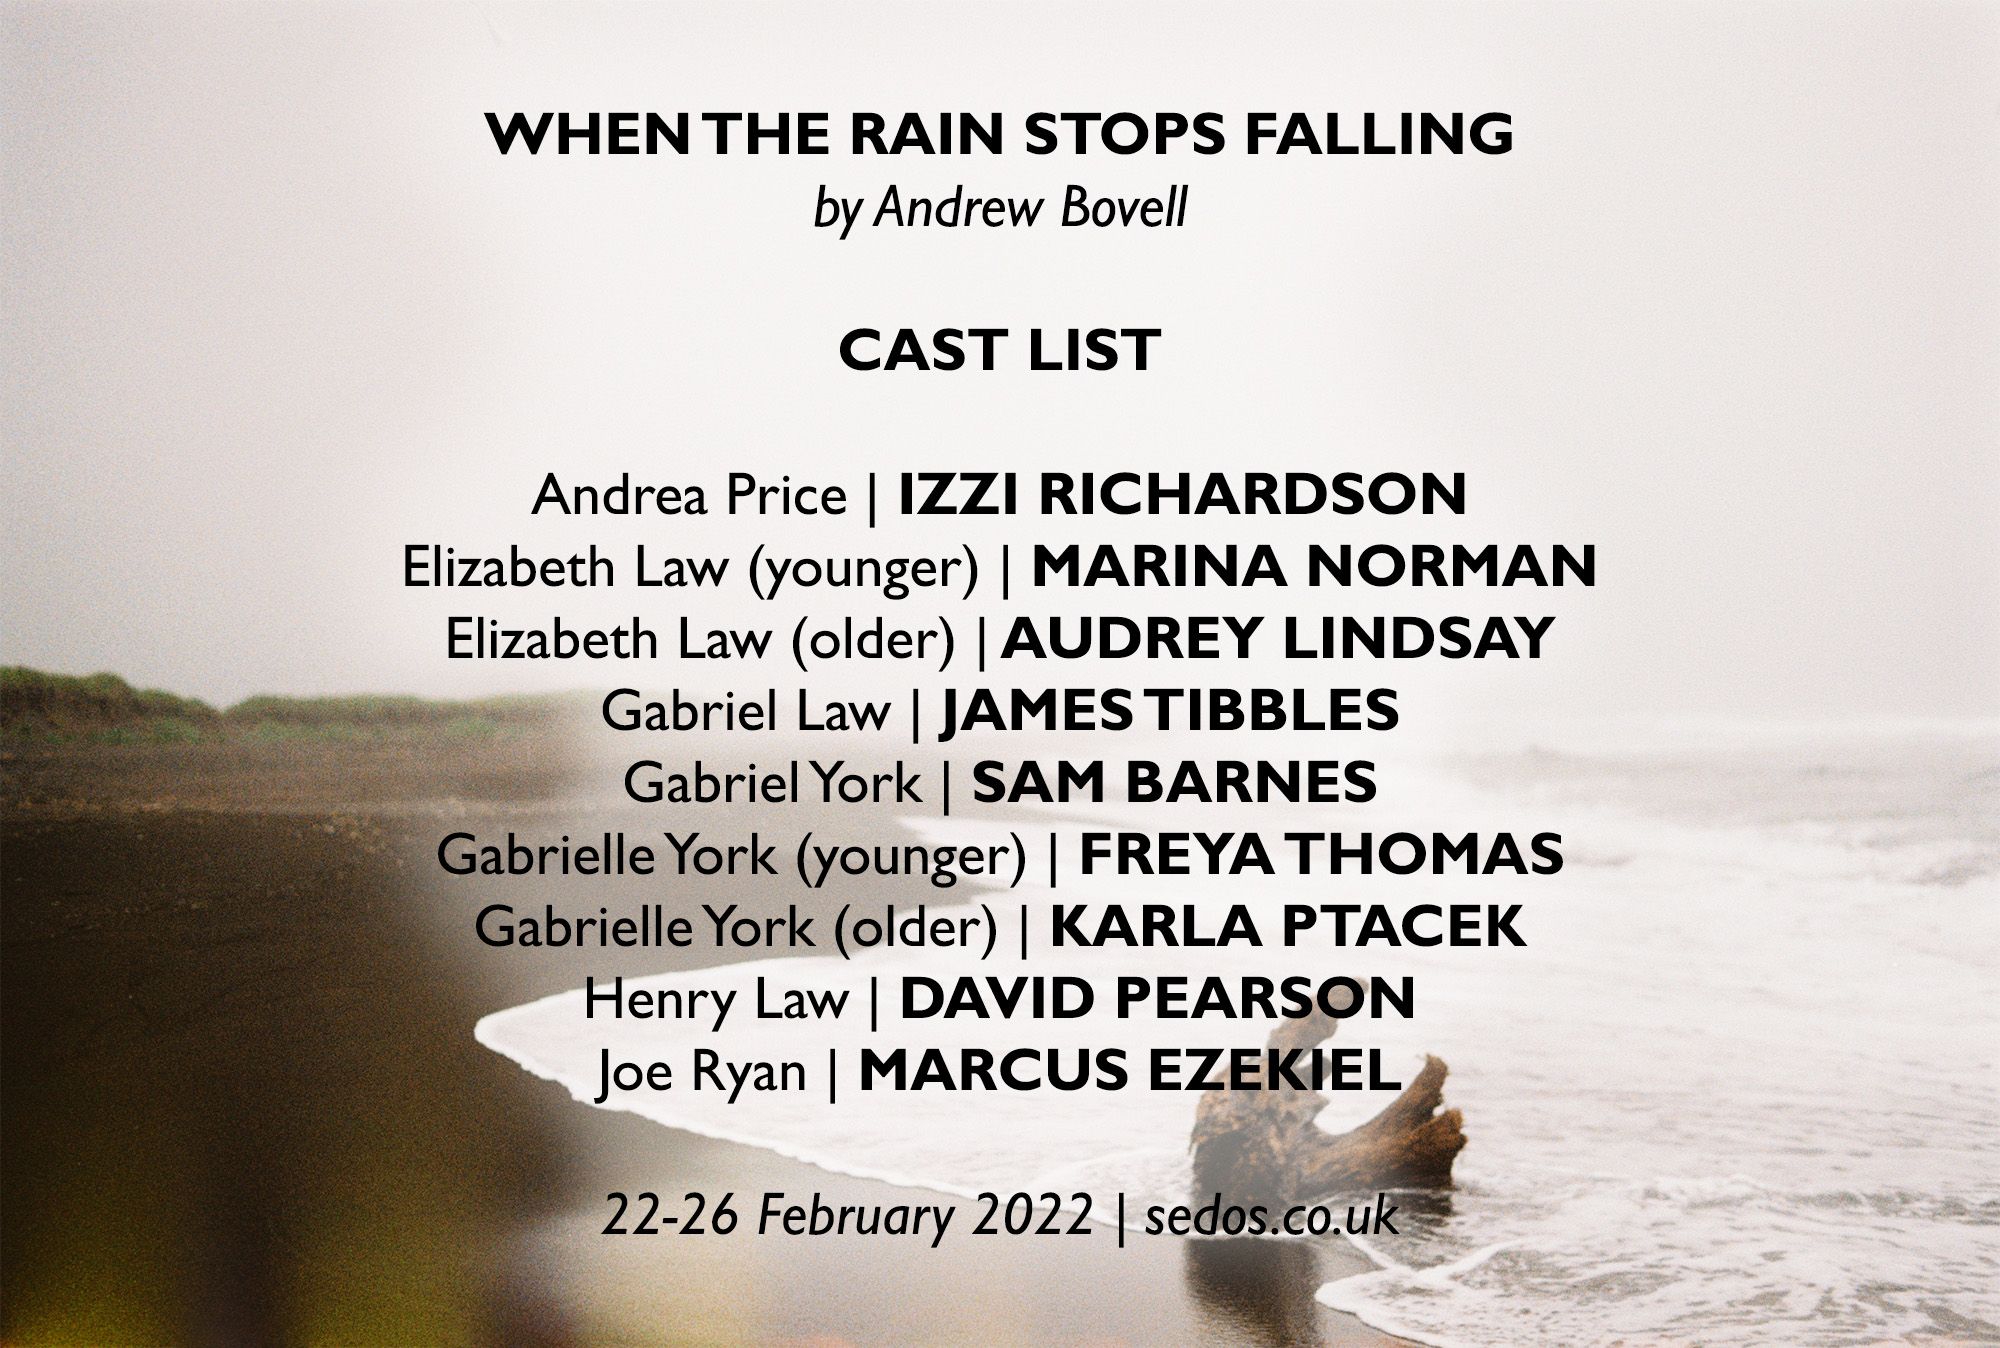 WHEN THE RAIN STOPS FALLING
by Andrew Bovell
CAST LIST
Andrea Price | IZZI RICHARDSON
Elizabeth Law (younger) | MARINA NORMAN
Elizabeth Law (older) | AUDREY LINDSAY
Gabriel Law | JAMES TIBBLES
Gabriel York | SAM BARNES
Gabrielle York (younger) | FREYA THOMAS
Gabrielle York (older) | KARLA PTACEK
Henry Law | DAVID PEARSON
Joe Ryan | MARCUS EZEKIEL
22-26 February 2022 | sedos.co.uk